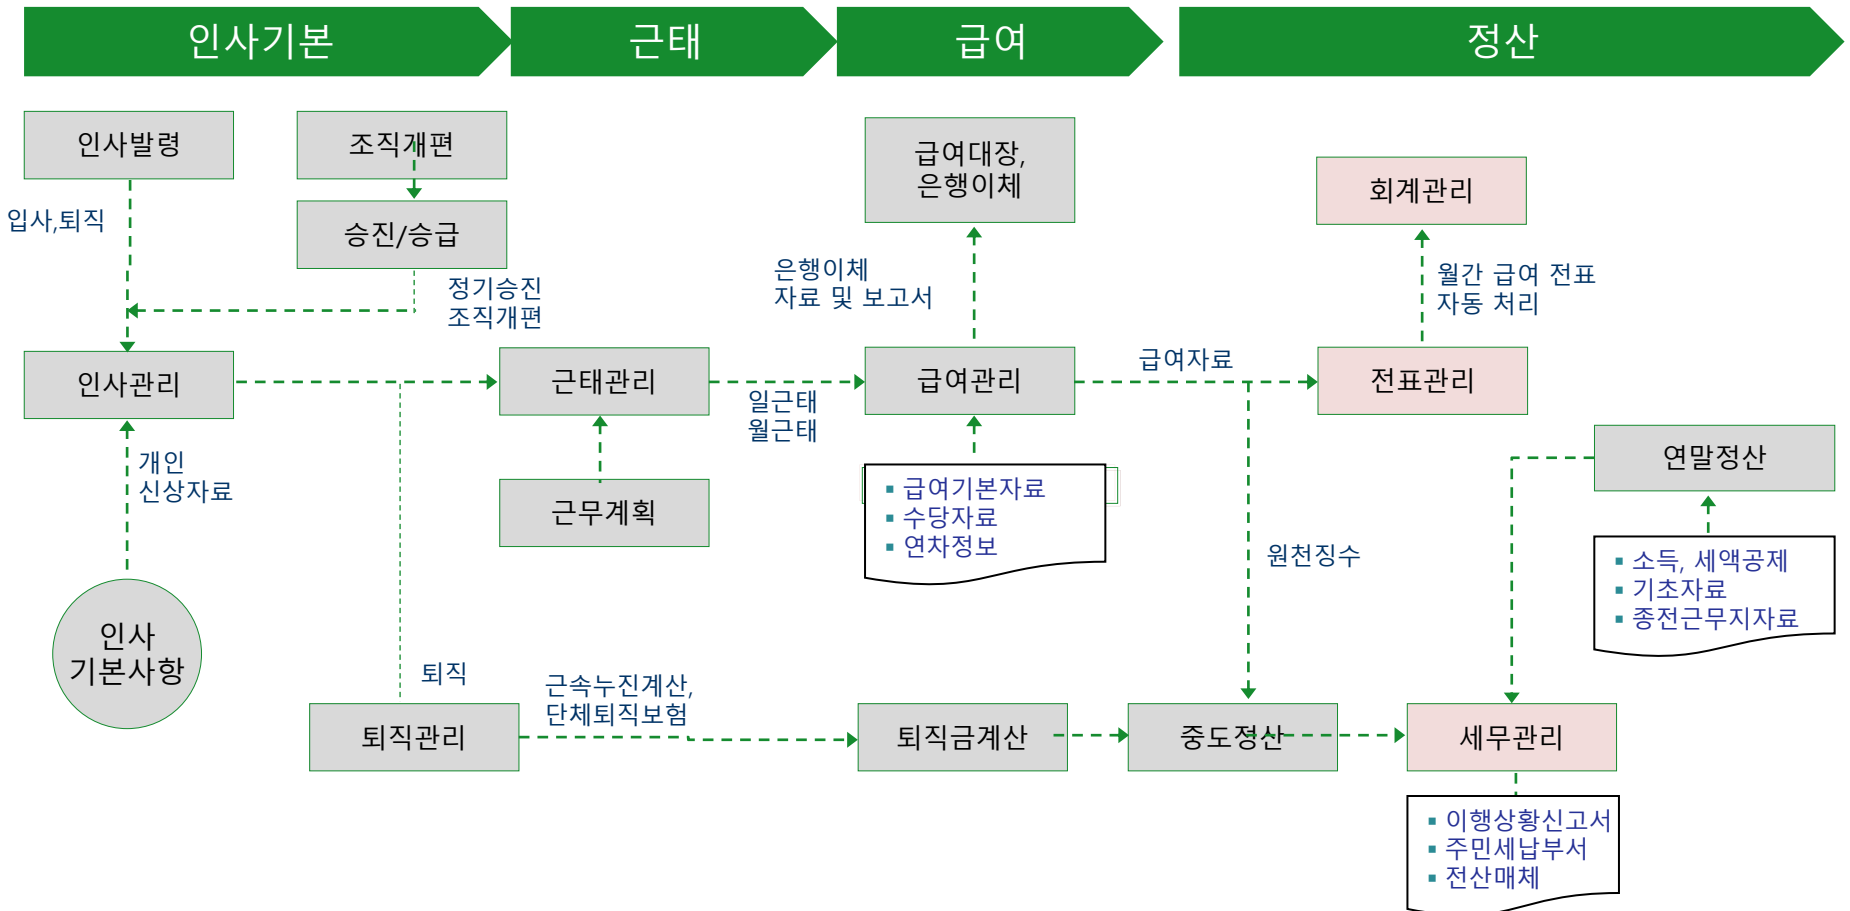 인사기본
근태
급여
정산
인사발령
조직개편
급여대장,
은행이체
회계관리
입사,퇴직
승진/승급
정기승진
조직개편
은행이체
자료 및 보고서
월간 급여 전표
자동 처리
인사관리
근태관리
일근태
월근태
급여관리
급여자료
전표관리
개인
신상자료
근무계획
급여기본자료
수당자료
연차정보
원천징수
연말정산
소득, 세액공제
기초자료
종전근무지자료
인사
기본사항
퇴직
근속누진계산,
단체퇴직보험
퇴직관리
퇴직금계산
중도정산
세무관리
이행상황신고서
주민세납부서
전산매체